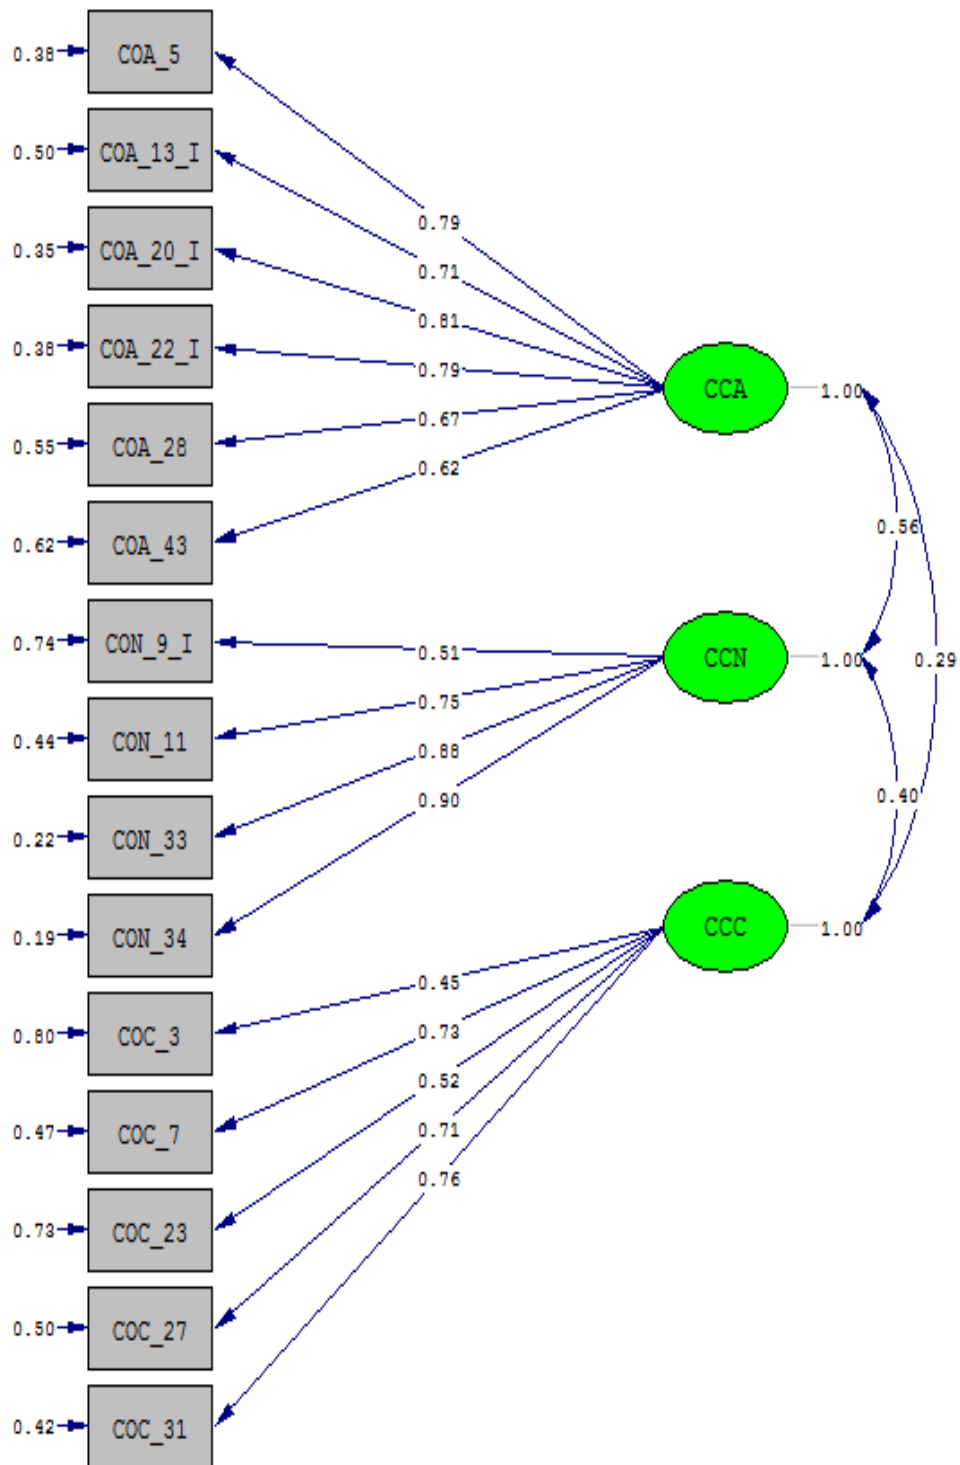 0.38 COA_5
0.50 COA_13_I
0.35 COA_20_I
0.38 COA_22_I
0.55 COA_28
0.62 COA_43
0.74 CON_9_I
0.44 CON_11
0.22 CON_33
0.19 CON_34
0.80 COC_3
0.47 COC_7
0.73 COC_23
0.50 COC_27
0.42 COC_31
0.79
0.71
0.81
0.79
0.67
0.62
0.51
0.75
0.88
0.90
0.45
0.73
0.52
0.71
0.76
CCA 1.00
CCN 1.00
CCC 1.00
0.56
0.29
0.40